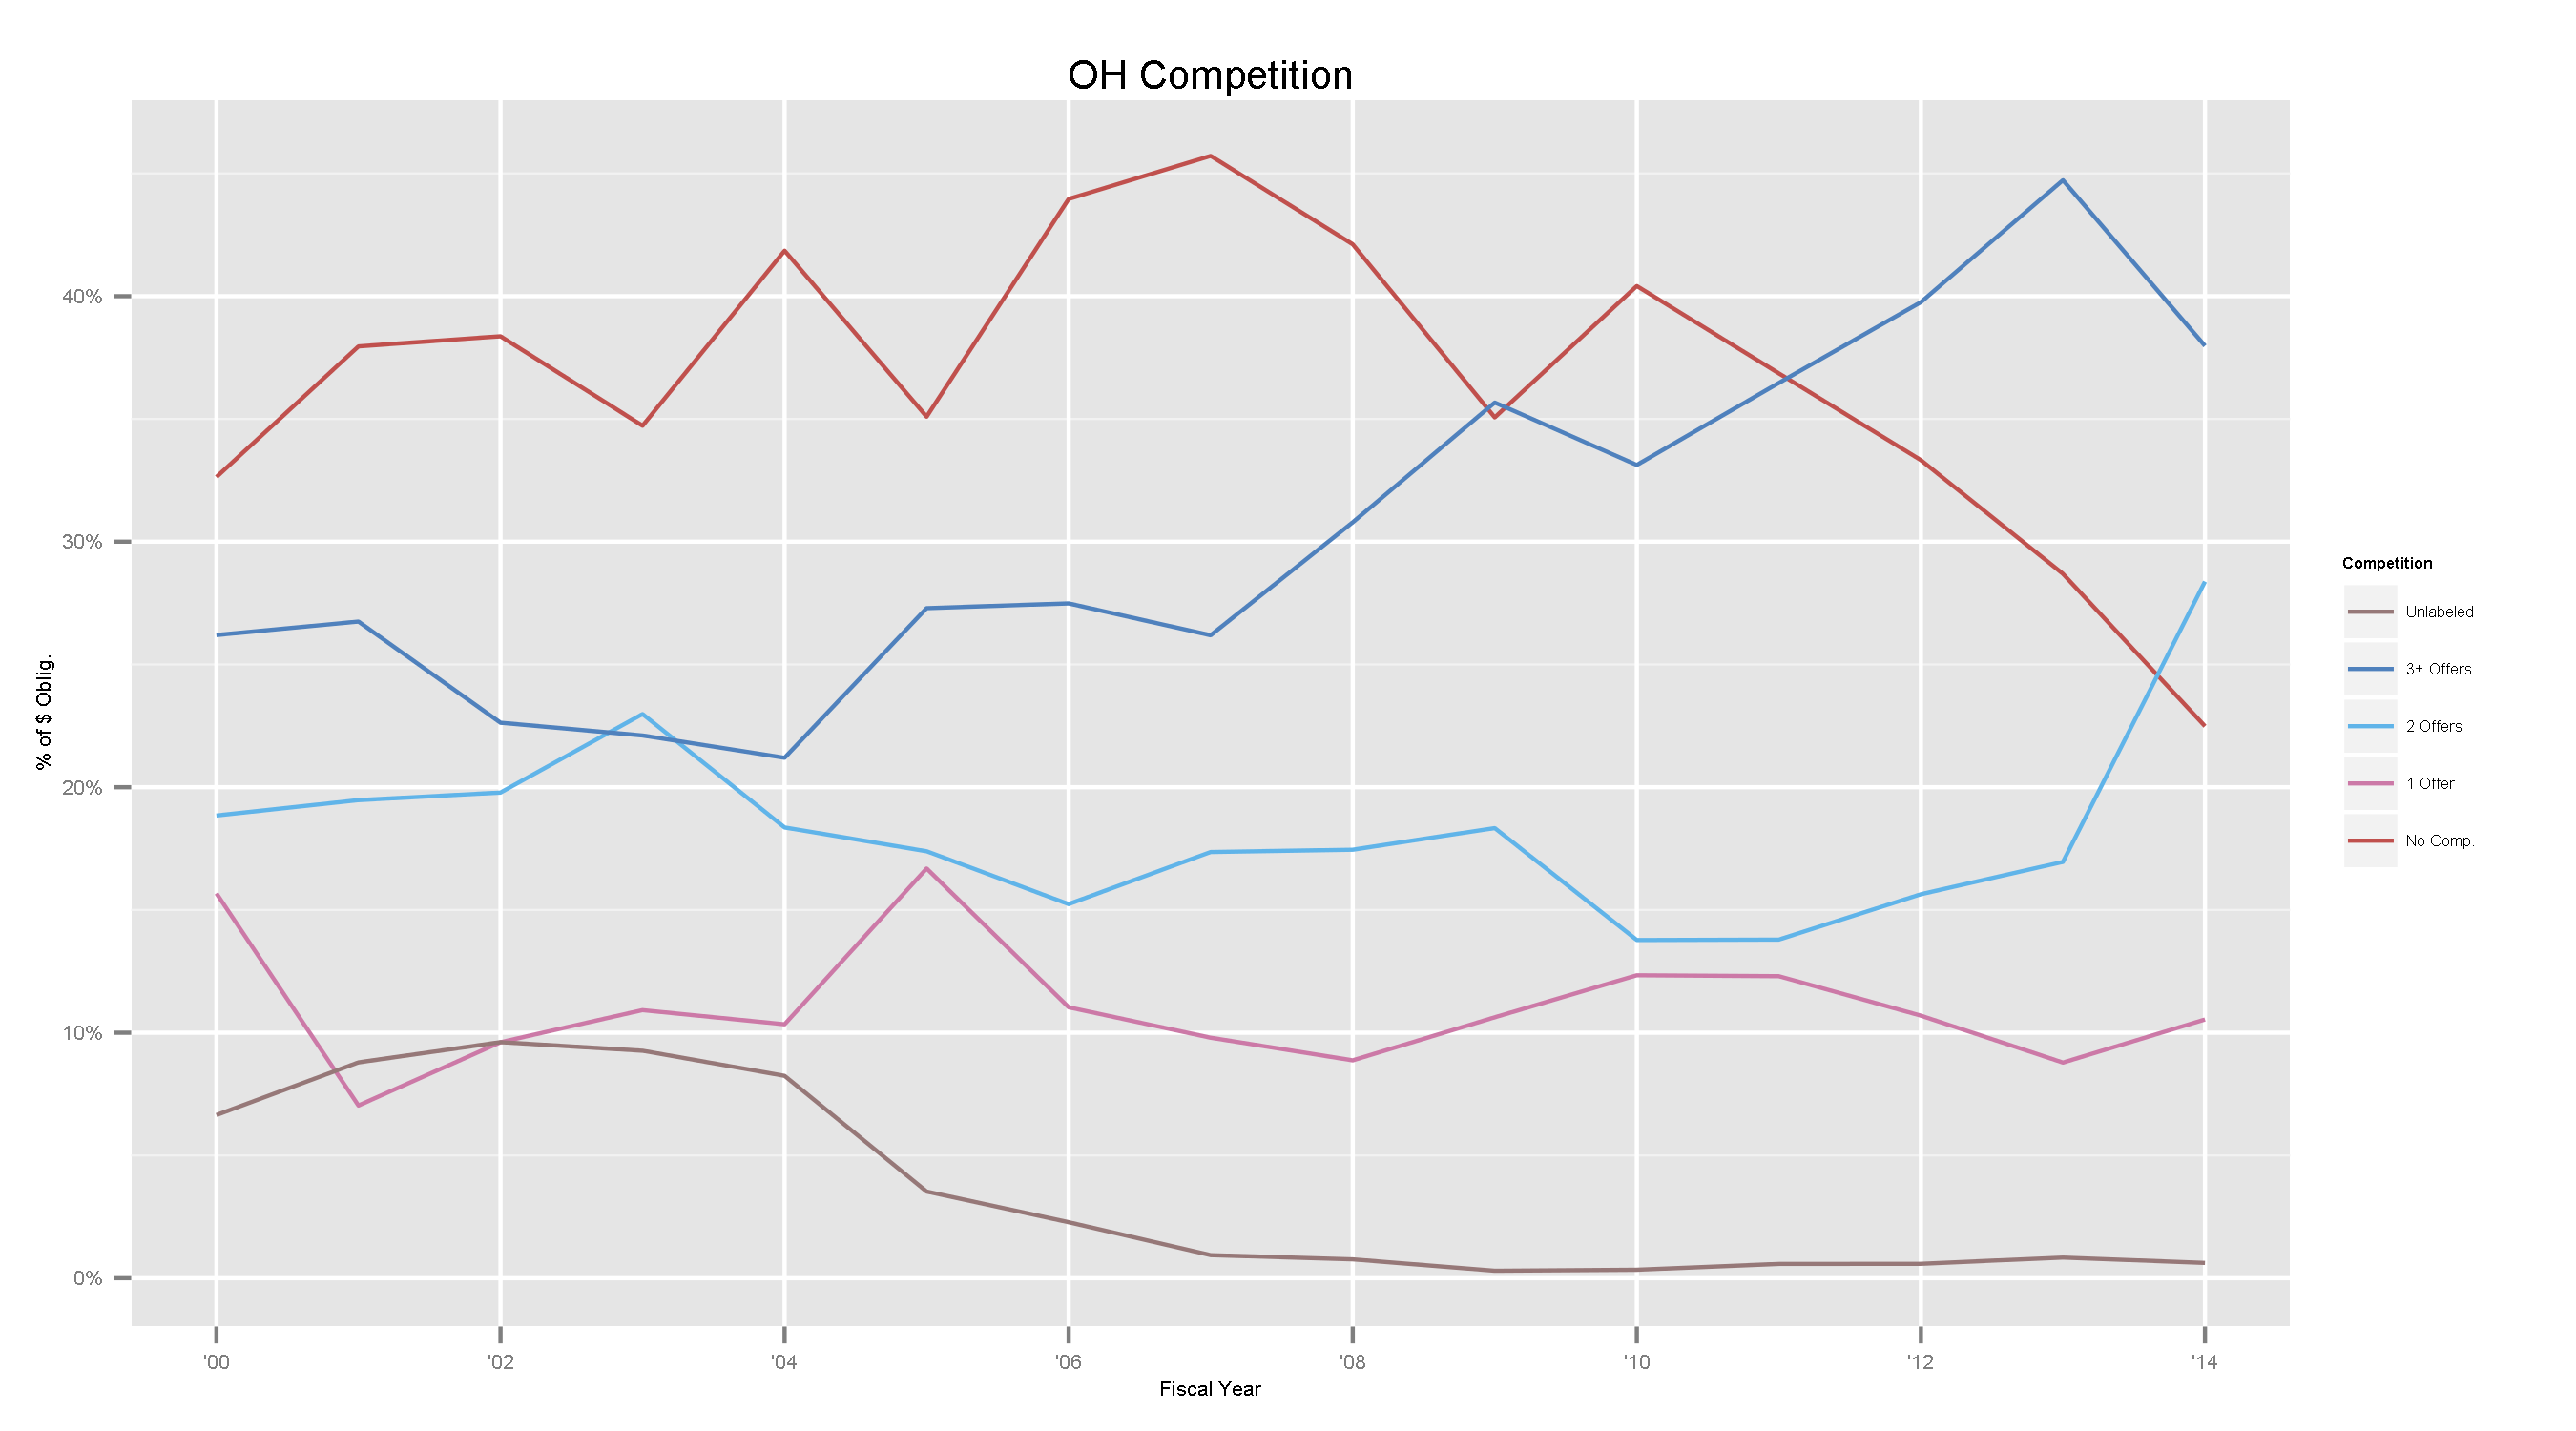 OH Competition
% of $ Oblig.
40%
30%
20%
10%
0%
'00 '02 '04 '06 '08 '10 '12 '14
Fiscal Year
Competition
Unlabeled
3+ Offers
2 Offers
1 Offer
No Comp.